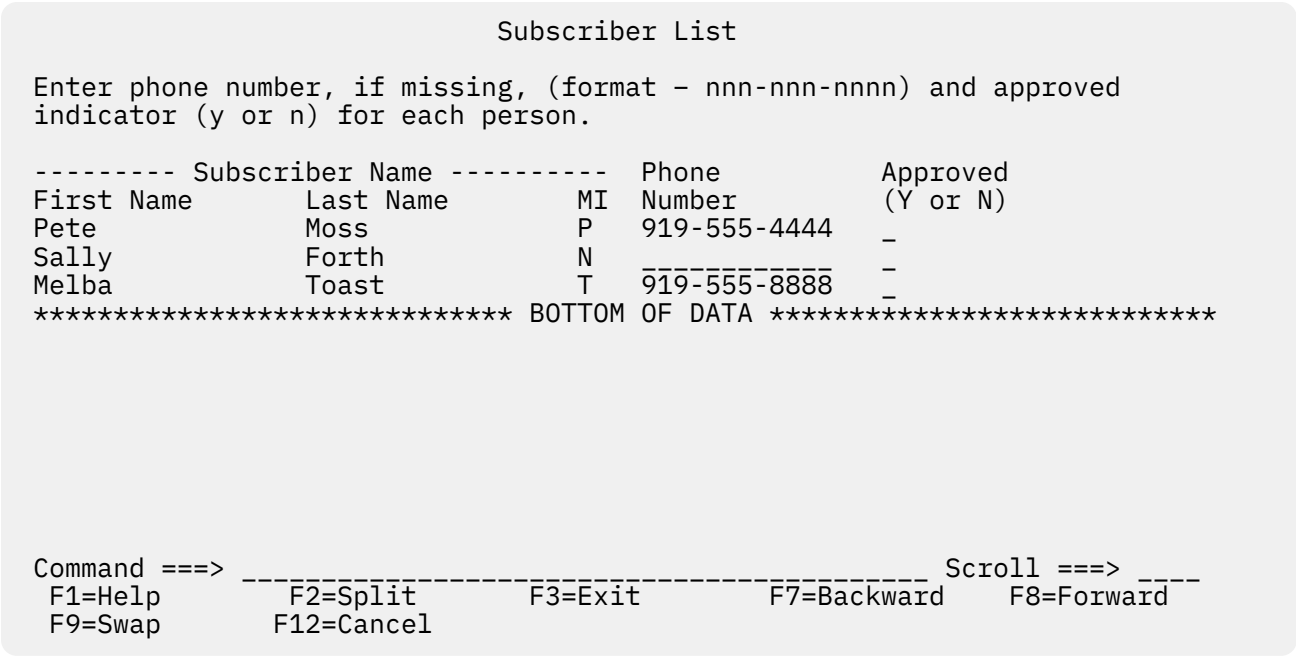 Subscriber List
Enter phone number, if missing, (format – nnn-nnn-nnnn) and approved
indicator (y or n) for each person.
--------- Subscriber Name ---------- Phone Approved
First Name Last Name MI Number (Y or N)
Pete Moss P 919-555-4444 _
Sally Forth N ____________ _
Melba Toast T 919-555-8888 _
****************************** BOTTOM OF DATA ****************************
Command ===> ___________________________________________ Scroll ===> ____
F1=Help F2=Split F3=Exit F7=Backward F8=Forward
F9=Swap F12=Cancel